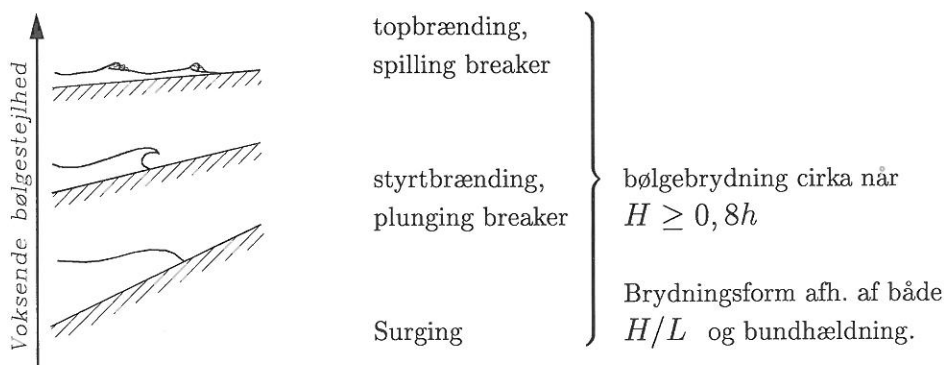 Voksende bølgestejlhed
topbrænding,
spilling breaker
styrtbrænding,
plunging breaker
Surging
bølgebrydning cirka når
H ≥ 0,8h
Brydningsform afh. af både
H/L og bundhældning.